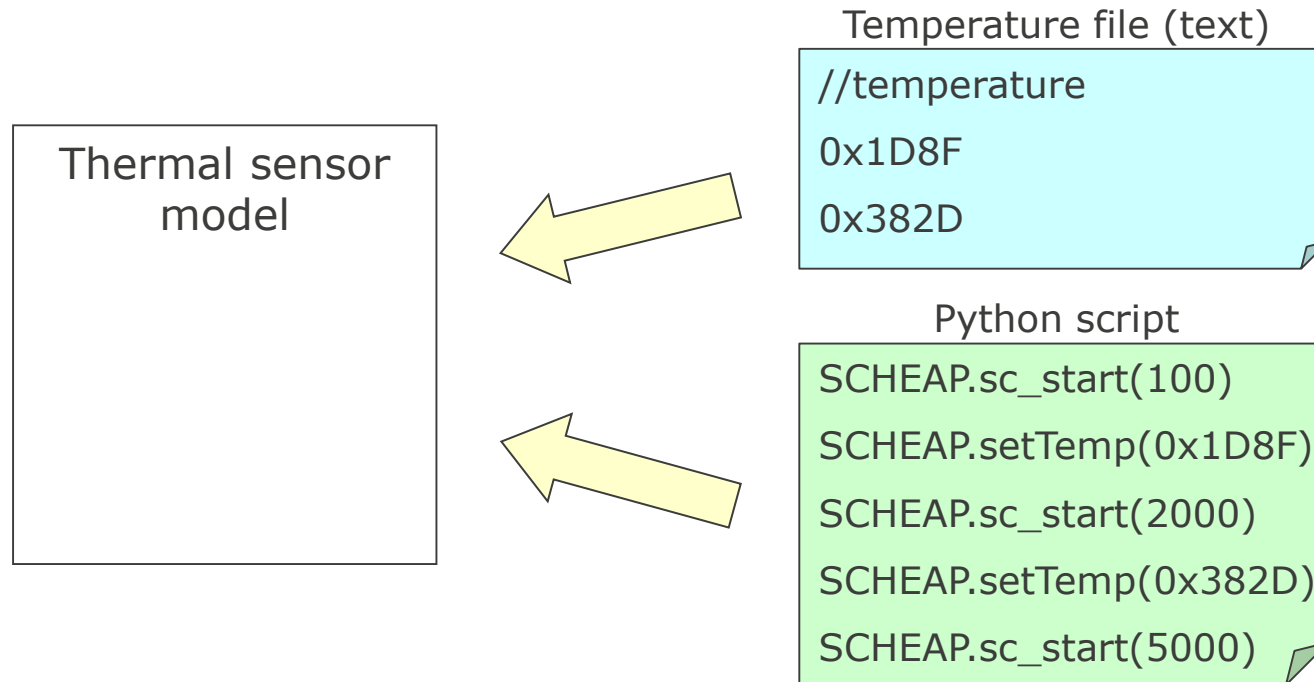 Temperature file (text)
//temperature
0x1D8F
0x382D
Thermal sensor
model
Python script
SCHEAP.sc_start(100)
SCHEAP.setTemp(0x1D8F)
SCHEAP.sc_start(2000)
SCHEAP.setTemp(0x382D)
SCHEAP.sc_start(5000)